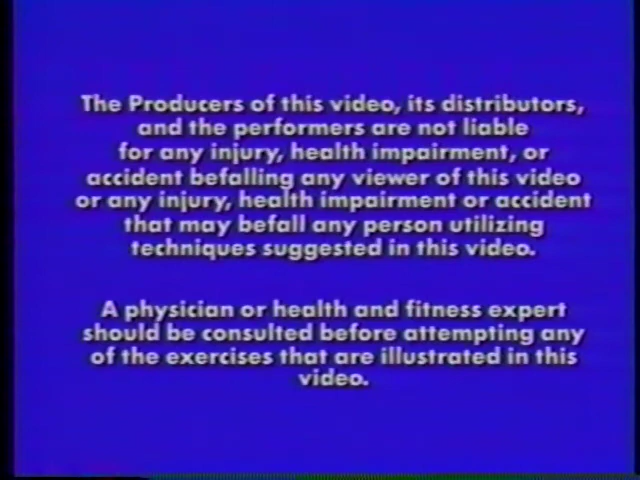 The Producers of this video, its distributors,
and the performers are not liable
for any injury, health impairment, or
accident befalling any viewer of this video
or any injury, health impairment or accident
that may befall any person utilizing
techniques suggested in this video.
A physician or health and fitness expert
should be consulted before attempting any
of the exercises that are illustrated in this
video.